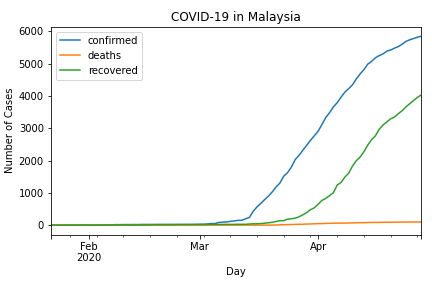 COVID-19 in Malaysia
confirmed
deaths
recovered
Number of Cases
6000
5000
4000
3000
2000
1000
0
Feb
2020
Mar
Apr
Day